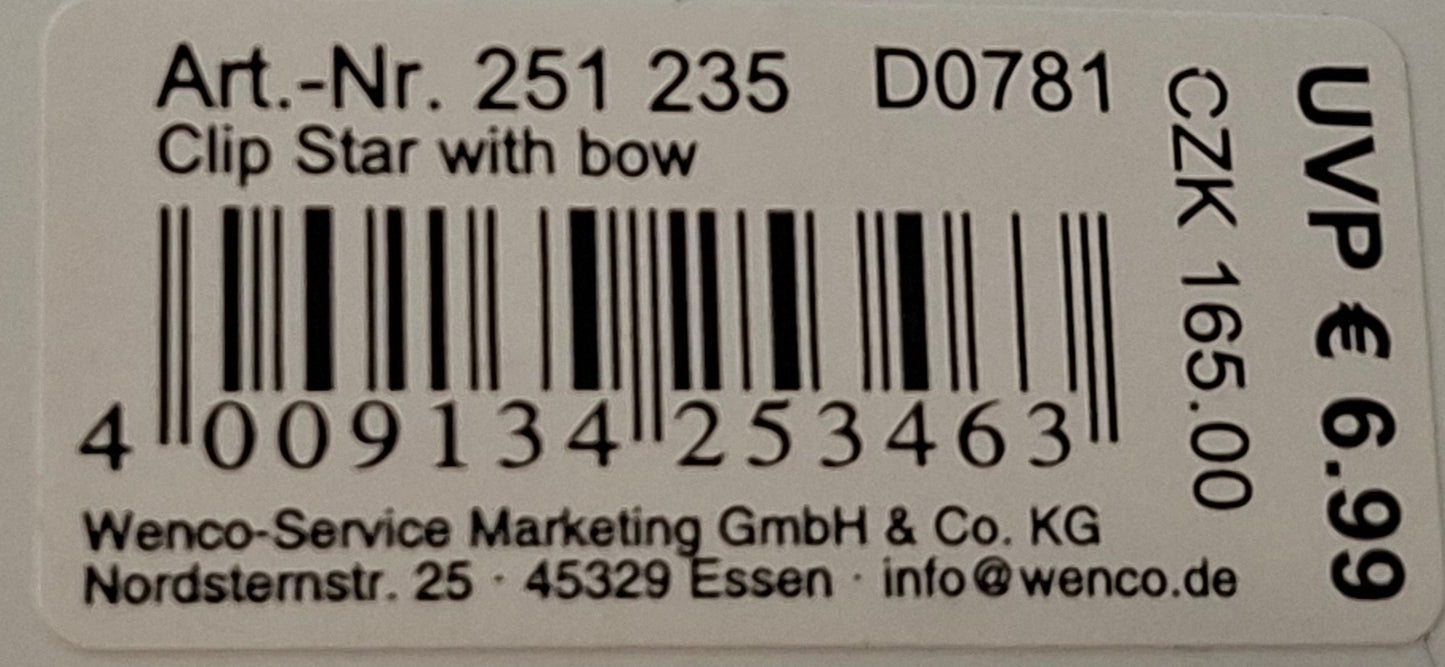 Art.-Nr. 251 235 D0781
Clip Star with bow
4 009134 253463
Wenco-Service Marketing GmbH & Co. KG
Nordsternstr. 25 · 45329 Essen · info@wenco.de
CZK 165.00
UVP € 6.99